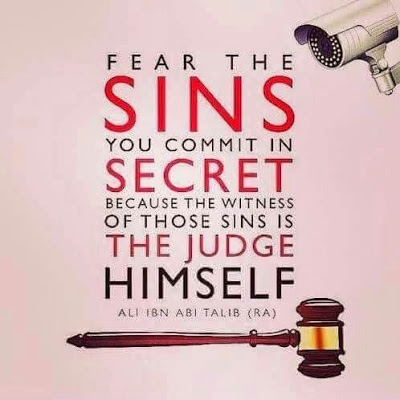 FEAR THE
SINS
YOU COMMIT IN
SECRET
BECAUSE THE WITNESS
OF THOSE SINS IS
THE JUDGE
HIMSELF
ALI IBN ABI TALIB (RA)